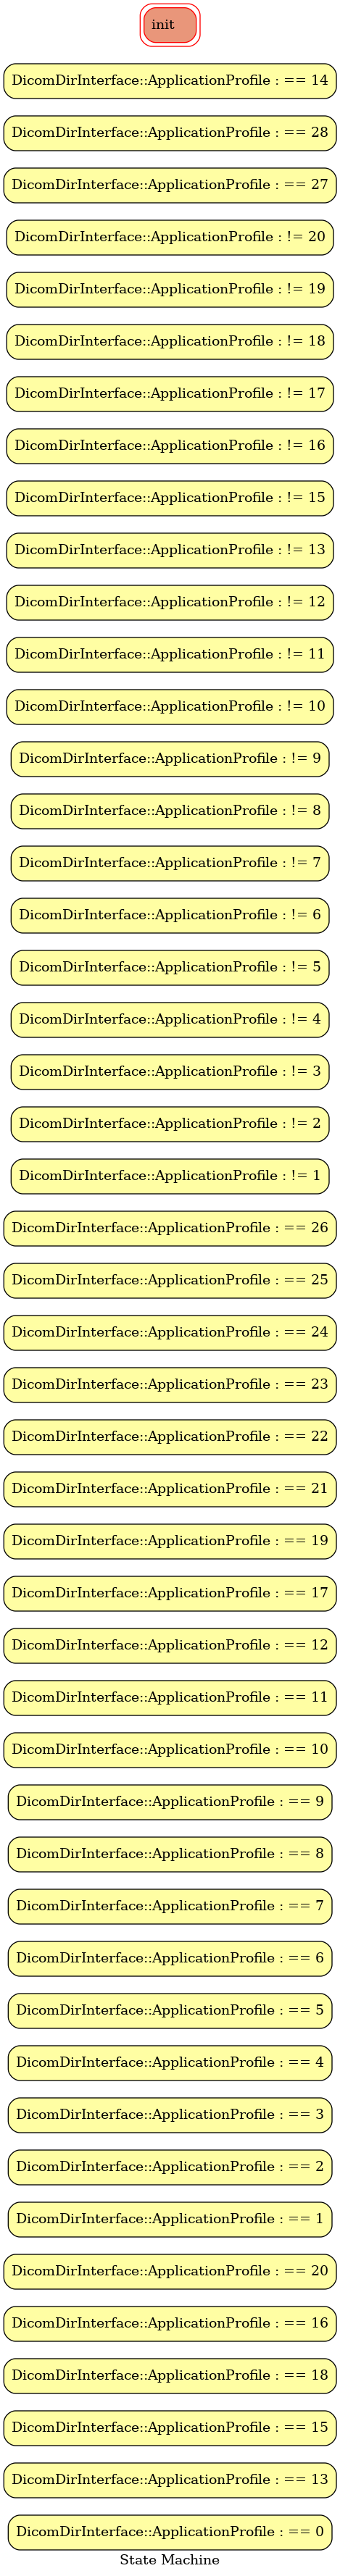 init
DicomDirInterface::ApplicationProfile : == 14
DicomDirInterface::ApplicationProfile : == 28
DicomDirInterface::ApplicationProfile : == 27
DicomDirInterface::ApplicationProfile : != 20
DicomDirInterface::ApplicationProfile : != 19
DicomDirInterface::ApplicationProfile : != 18
DicomDirInterface::ApplicationProfile : != 17
DicomDirInterface::ApplicationProfile : != 16
DicomDirInterface::ApplicationProfile : != 15
DicomDirInterface::ApplicationProfile : != 13
DicomDirInterface::ApplicationProfile : != 12
DicomDirInterface::ApplicationProfile : != 11
DicomDirInterface::ApplicationProfile : != 10
DicomDirInterface::ApplicationProfile : != 9
DicomDirInterface::ApplicationProfile : != 8
DicomDirInterface::ApplicationProfile : != 7
DicomDirInterface::ApplicationProfile : != 6
DicomDirInterface::ApplicationProfile : != 5
DicomDirInterface::ApplicationProfile : != 4
DicomDirInterface::ApplicationProfile : != 3
DicomDirInterface::ApplicationProfile : != 2
DicomDirInterface::ApplicationProfile : != 1
DicomDirInterface::ApplicationProfile : == 26
DicomDirInterface::ApplicationProfile : == 25
DicomDirInterface::ApplicationProfile : == 24
DicomDirInterface::ApplicationProfile : == 23
DicomDirInterface::ApplicationProfile : == 22
DicomDirInterface::ApplicationProfile : == 21
DicomDirInterface::ApplicationProfile : == 19
DicomDirInterface::ApplicationProfile : == 17
DicomDirInterface::ApplicationProfile : == 12
DicomDirInterface::ApplicationProfile : == 11
DicomDirInterface::ApplicationProfile : == 10
DicomDirInterface::ApplicationProfile : == 9
DicomDirInterface::ApplicationProfile : == 8
DicomDirInterface::ApplicationProfile : == 7
DicomDirInterface::ApplicationProfile : == 6
DicomDirInterface::ApplicationProfile : == 5
DicomDirInterface::ApplicationProfile : == 4
DicomDirInterface::ApplicationProfile : == 3
DicomDirInterface::ApplicationProfile : == 2
DicomDirInterface::ApplicationProfile : == 1
DicomDirInterface::ApplicationProfile : == 20
DicomDirInterface::ApplicationProfile : == 16
DicomDirInterface::ApplicationProfile : == 18
DicomDirInterface::ApplicationProfile : == 15
DicomDirInterface::ApplicationProfile : == 13
DicomDirInterface::ApplicationProfile : == 0
State Machine